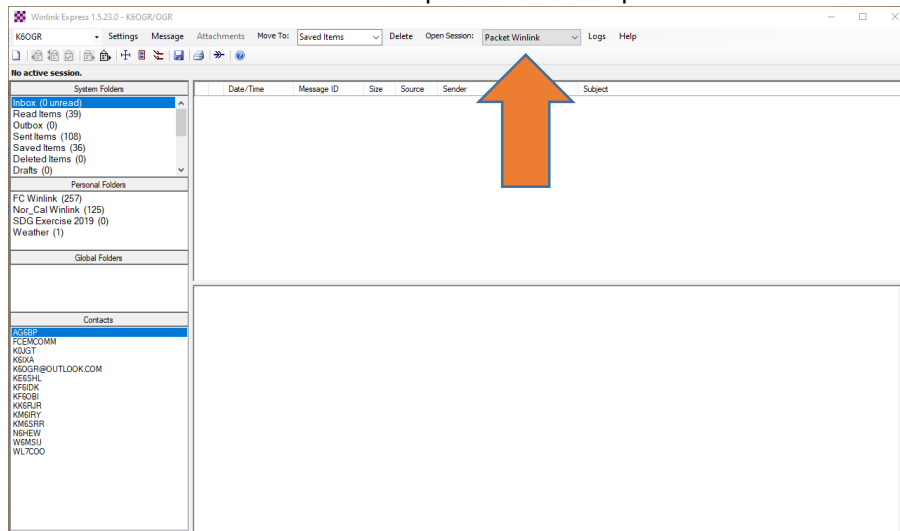 Winlink Express 1.5.23.0 - K6OGR/OGR
K6OGR Settings Message Attachments Move To: Saved Items Delete Open Session: Packet Winlink Logs Help
No active session.
System Folders
Inbox (0 unread)
Read Items (39)
Outbox (0)
Sent Items (108)
Saved Items (36)
Deleted Items (0)
Drafts (0)
Personal Folders
FC Winlink (257)
Nor_Cal Winlink (125)
SDG Exercise 2019 (0)
Weather (1)
Global Folders
Contacts
AG6BP
FCEMCOMM
K0JGT
K6IXA
K6OGR@OUTLOOK.COM
KE6SHL
KF6IDK
KF6OBI
KK6RJR
KM6IRY
KM6SRR
N6HEW
W6MSU
WL7COO
Date/Time Message ID Size Source Sender Subject